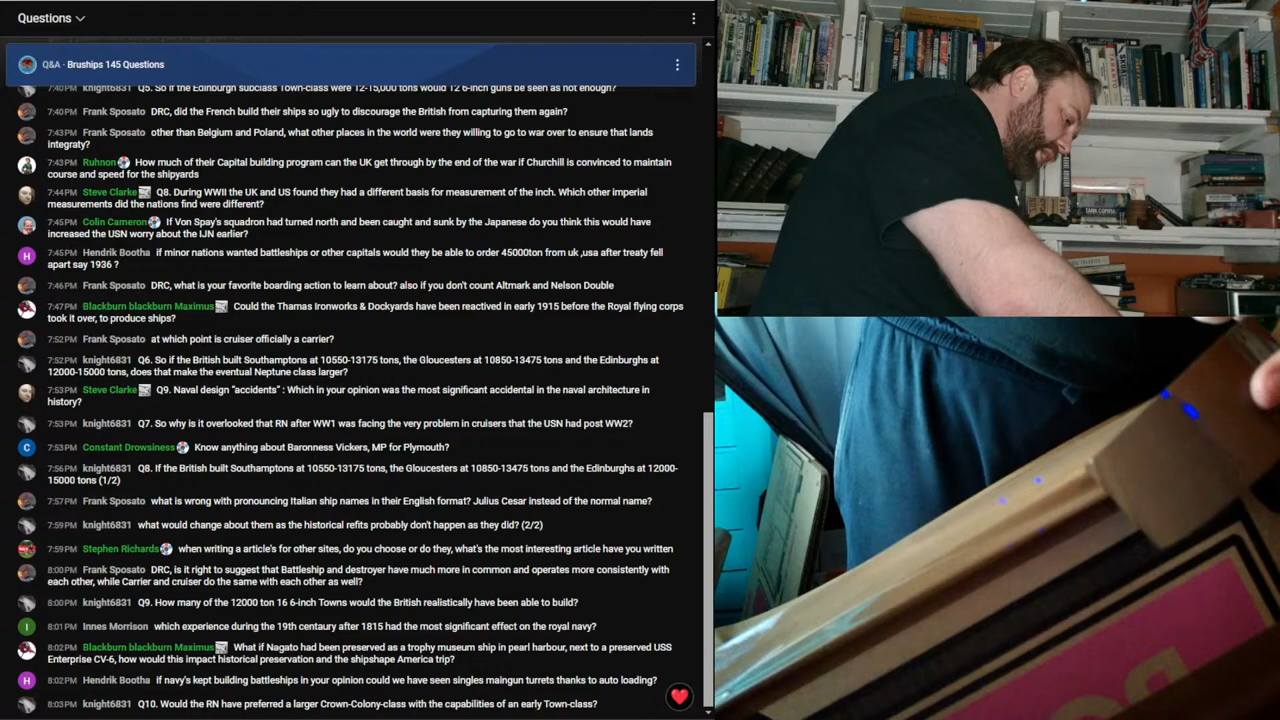 Questions
Q&A · Bruships 145 Questions
7:40PM knight6831 Q5. So if the Edinburgh subclass Town-class were 12-15,000 tons would 12 6-inch guns be seen as not enough?
7:40PM Frank Sposato DRC, did the French build their ships so ugly to discourage the British from capturing them again?
7:43PM Frank Sposato other than Belgium and Poland, what other places in the world were they willing to go to war over to ensure that lands
integraty?
7:43PM Ruhnon How much of their Capital building program can the UK get through by the end of the war if Churchill is convinced to maintain
course and speed for the shipyards
7:44PM Steve Clarke Q8. During WWII the UK and US found they had a different basis for measurement of the inch. Which other imperial
measurements did the nations find were different?
7:45PM Colin Cameron If Von Spay's squadron had turned north and been caught and sunk by the Japanese do you think this would have
increased the USN worry about the IJN earlier?
7:45PM Hendrik Bootha if minor nations wanted battleships or other capitals would they be able to order 45000ton from uk ,usa after treaty fell
apart say 1936 ?
7:46PM Frank Sposato DRC, what is your favorite boarding action to learn about? also if you don't count Altmark and Nelson Double
7:47PM Blackburn blackburn Maximus Could the Thamas Ironworks & Dockyards have been reactived in early 1915 before the Royal flying corps
took it over, to produce ships?
7:52PM Frank Sposato at which point is cruiser officially a carrier?
7:52PM knight6831 Q6. So if the British built Southamptons at 10550-13175 tons, the Gloucesters at 10850-13475 tons and the Edinburghs at
12000-15000 tons, does that make the eventual Neptune class larger?
7:53PM Steve Clarke Q9. Naval design "accidents" : Which in your opinion was the most significant accidental in the naval architecture in
history?
7:53PM knight6831 Q7. So why is it overlooked that RN after WW1 was facing the very problem in cruisers that the USN had post WW2?
7:53PM Constant Drowsiness Know anything about Baronness Vickers, MP for Plymouth?
7:56PM knight6831 Q8. If the British built Southamptons at 10550-13175 tons, the Gloucesters at 10850-13475 tons and the Edinburghs at 12000-
15000 tons (1/2)
7:57PM Frank Sposato what is wrong with pronouncing Italian ship names in their English format? Julius Cesar instead of the normal name?
7:59PM knight6831 what would change about them as the historical refits probably don't happen as they did? (2/2)
7:59PM Stephen Richards when writing a article's for other sites, do you choose or do they, what's the most interesting article have you written
8:00PM Frank Sposato DRC, is it right to suggest that Battleship and destroyer have much more in common and operates more consistently with
each other, while Carrier and cruiser do the same with each other as well?
8:00PM knight6831 Q9. How many of the 12000 ton 16 6-inch Towns would the British realistically have been able to build?
8:01PM Innes Morrison which experience during the 19th centaury after 1815 had the most significant effect on the royal navy?
8:02PM Blackburn blackburn Maximus What if Nagato had been preserved as a trophy museum ship in pearl harbour, next to a preserved USS
Enterprise CV-6, how would this impact historical preservation and the shipshape America trip?
8:02PM Hendrik Bootha if navy's kept building battleships in your opinion could we have seen singles maingun turrets thanks to auto loading?
8:03PM knight6831 Q10. Would the RN have preferred a larger Crown-Colony-class with the capabilities of an early Town-class?